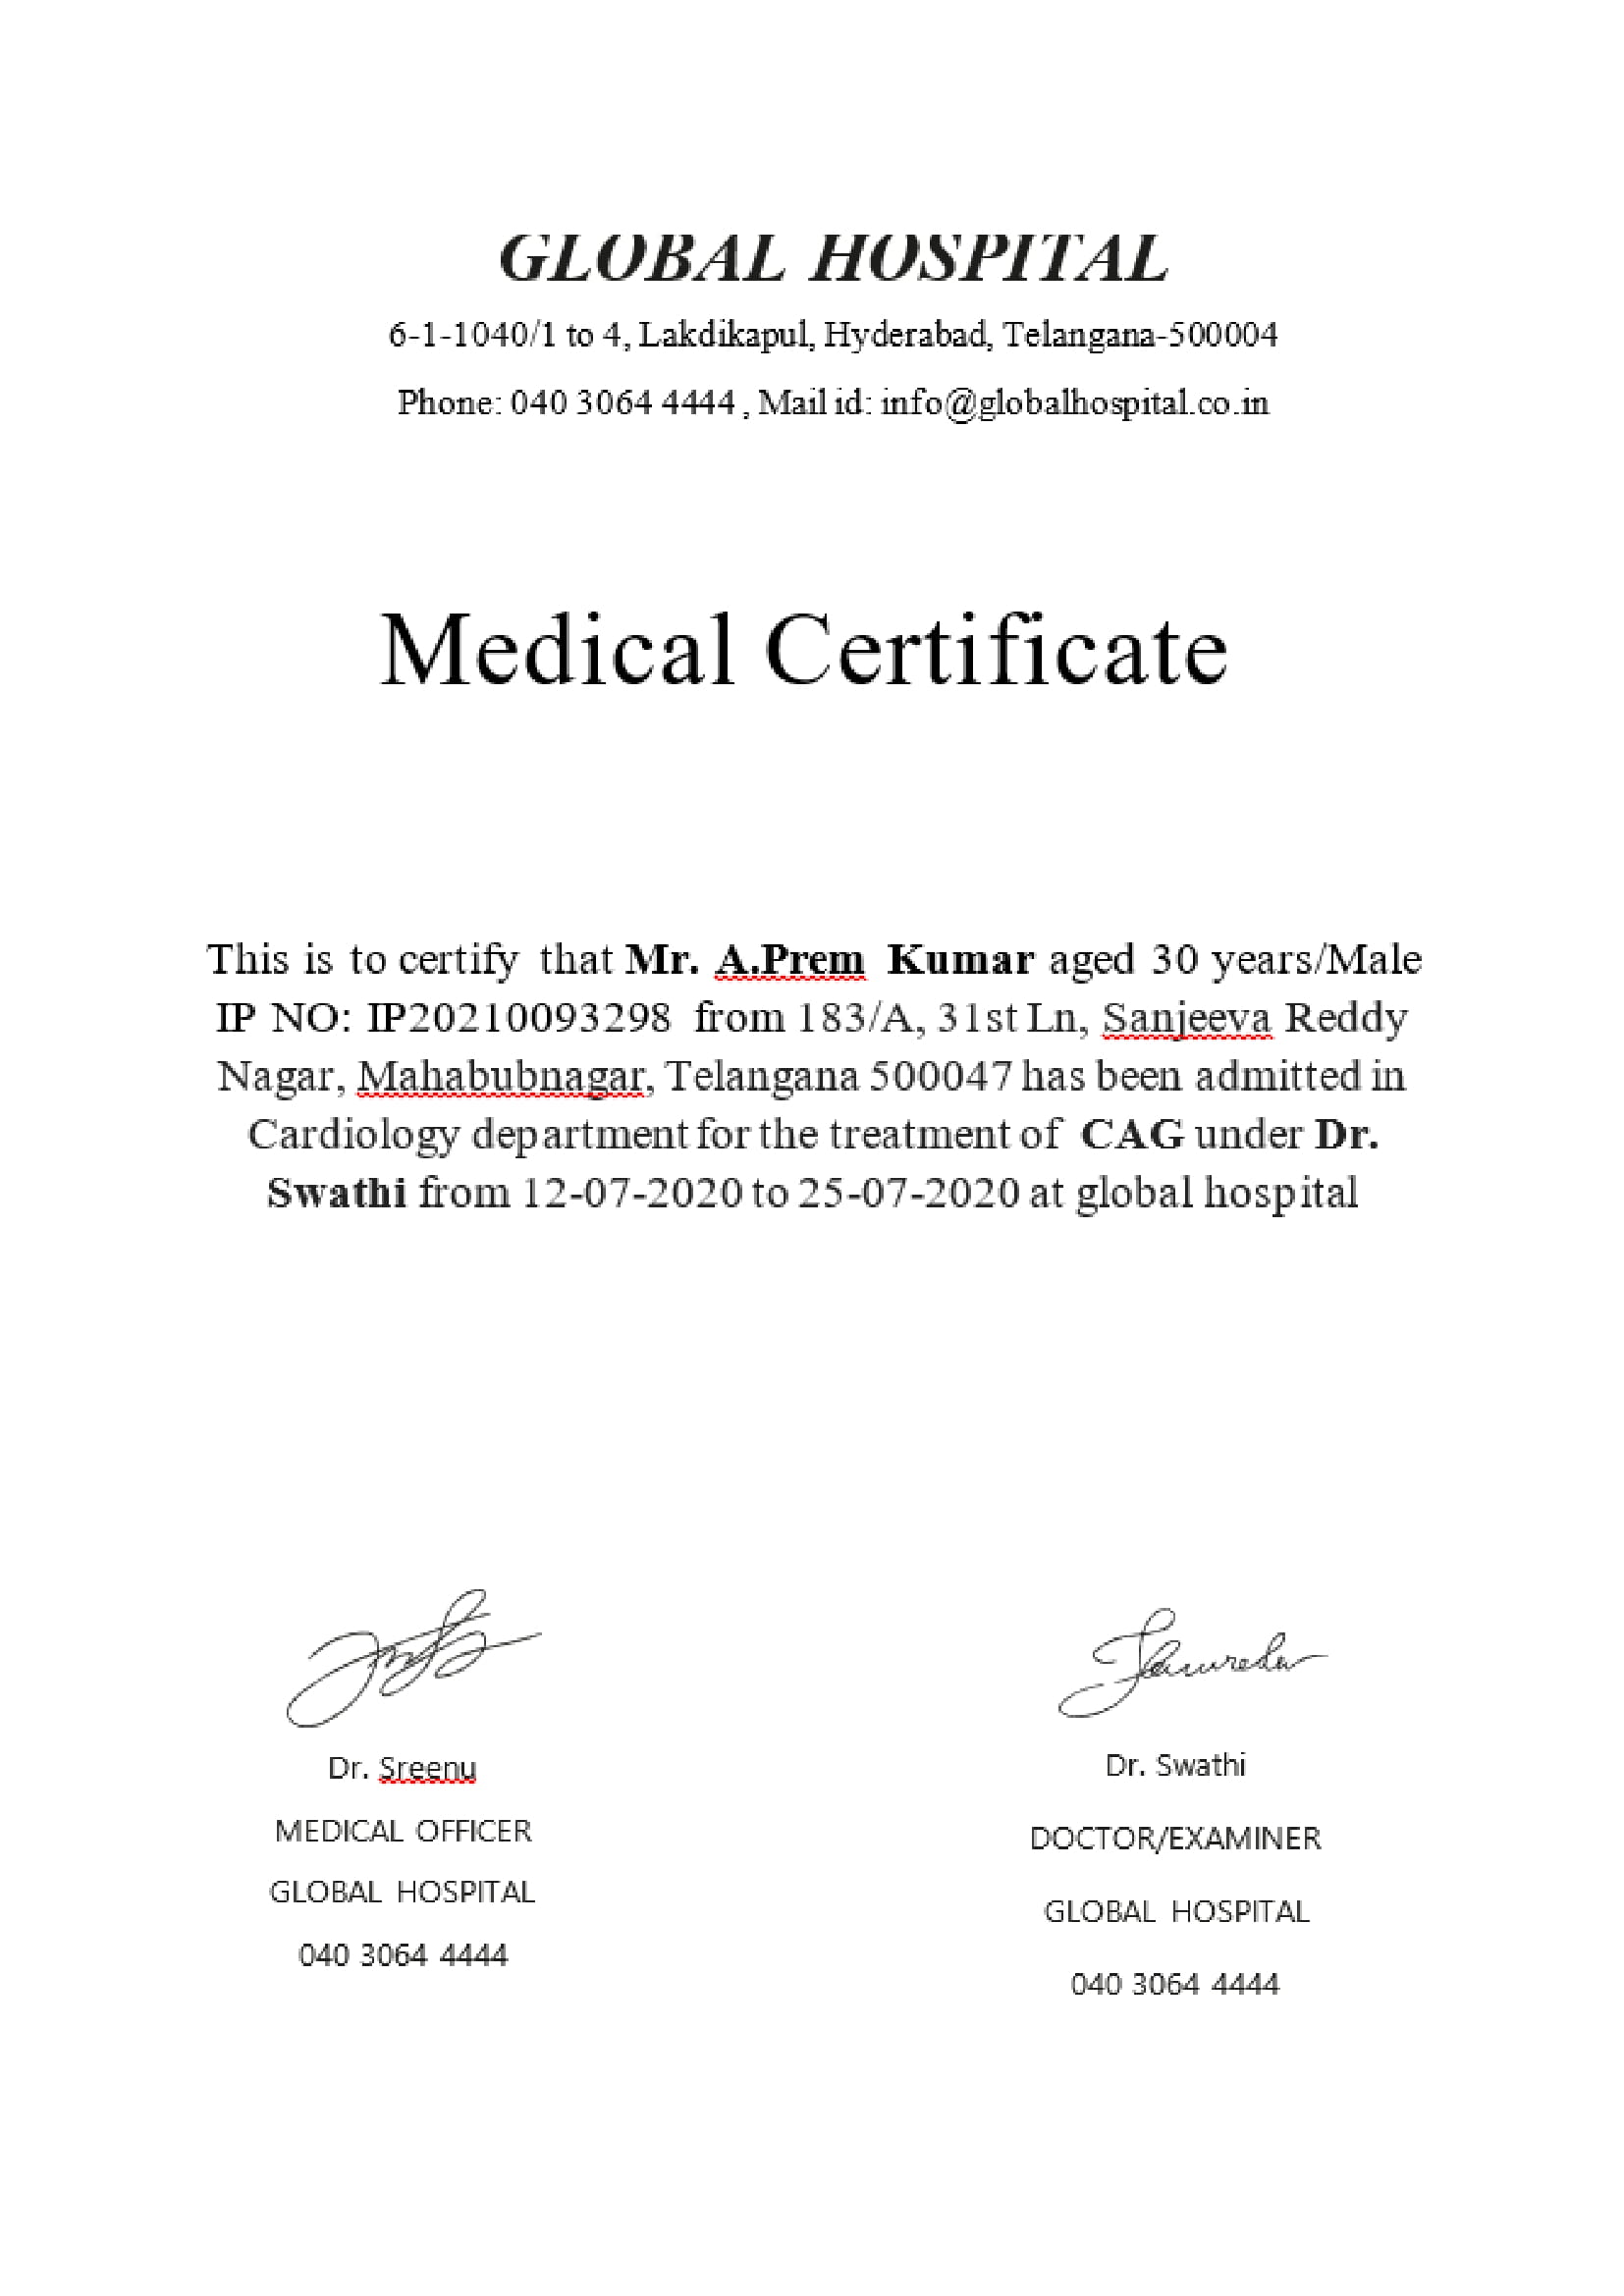 GLOBAL HOSPITAL
6-1-1040/1 to 4, Lakdikapul, Hyderabad, Telangana-500004
Phone: 040 3064 4444 , Mail id: info@globalhospital.co.in
Medical Certificate
This is to certify that Mr. A.Prem Kumar aged 30 years/Male
IP NO: IP20210093298 from 183/A, 31st Ln, Sanjeeva Reddy
Nagar, Mahabubnagar, Telangana 500047 has been admitted in
Cardiology department for the treatment of CAG under Dr.
Swathi from 12-07-2020 to 25-07-2020 at global hospital
Dr. Sreenu
MEDICAL OFFICER
GLOBAL HOSPITAL
040 3064 4444
Dr. Swathi
DOCTOR/EXAMINER
GLOBAL HOSPITAL
040 3064 4444